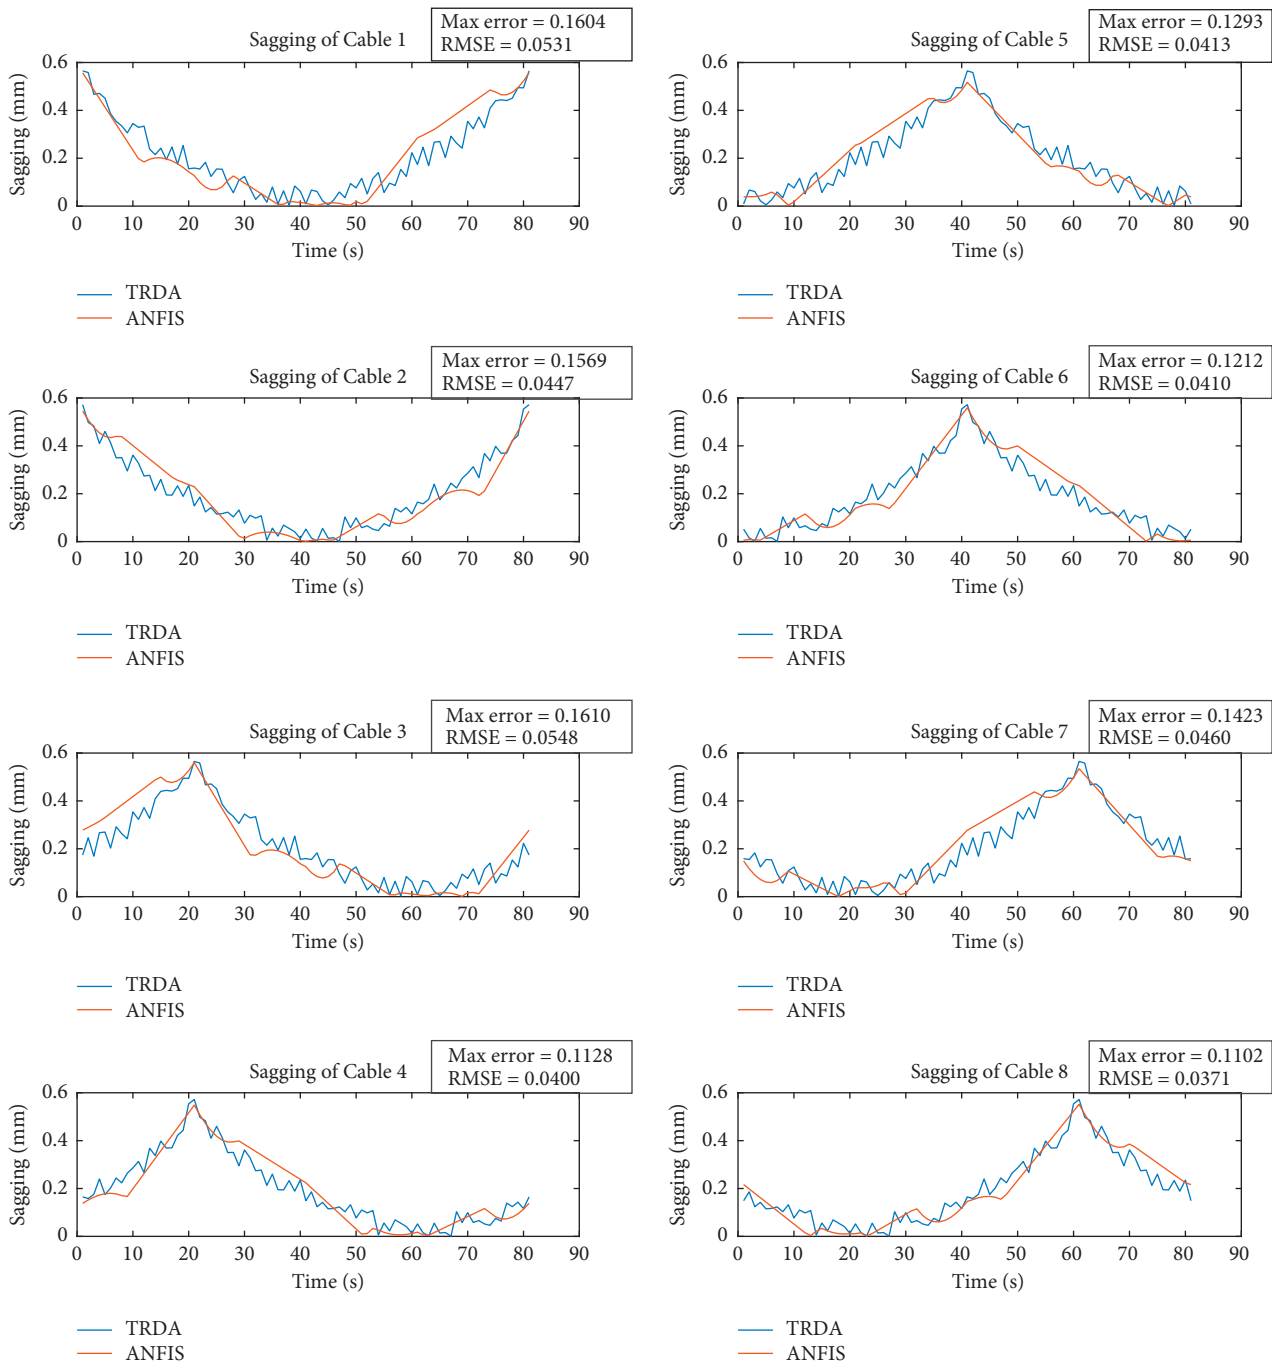 Sagging of Cable 1
Max error = 0.1604
RMSE = 0.0531
Sagging (mm)
0.6
0.4
0.2
0
0 10 20 30 40 50 60 70 80 90
Time (s)
TRDA
ANFIS
Sagging of Cable 5
Max error = 0.1293
RMSE = 0.0413
Sagging (mm)
0.6
0.4
0.2
0
0 10 20 30 40 50 60 70 80 90
Time (s)
TRDA
ANFIS
Sagging of Cable 2
Max error = 0.1569
RMSE = 0.0447
Sagging (mm)
0.6
0.4
0.2
0
0 10 20 30 40 50 60 70 80 90
Time (s)
TRDA
ANFIS
Sagging of Cable 6
Max error = 0.1212
RMSE = 0.0410
Sagging (mm)
0.6
0.4
0.2
0
0 10 20 30 40 50 60 70 80 90
Time (s)
TRDA
ANFIS
Sagging of Cable 3
Max error = 0.1610
RMSE = 0.0548
Sagging (mm)
0.6
0.4
0.2
0
0 10 20 30 40 50 60 70 80 90
Time (s)
TRDA
ANFIS
Sagging of Cable 7
Max error = 0.1423
RMSE = 0.0460
Sagging (mm)
0.6
0.4
0.2
0
0 10 20 30 40 50 60 70 80 90
Time (s)
TRDA
ANFIS
Sagging of Cable 4
Max error = 0.1128
RMSE = 0.0400
Sagging (mm)
0.6
0.4
0.2
0
0 10 20 30 40 50 60 70 80 90
Time (s)
TRDA
ANFIS
Sagging of Cable 8
Max error = 0.1102
RMSE = 0.0371
Sagging (mm)
0.6
0.4
0.2
0
0 10 20 30 40 50 60 70 80 90
Time (s)
TRDA
ANFIS